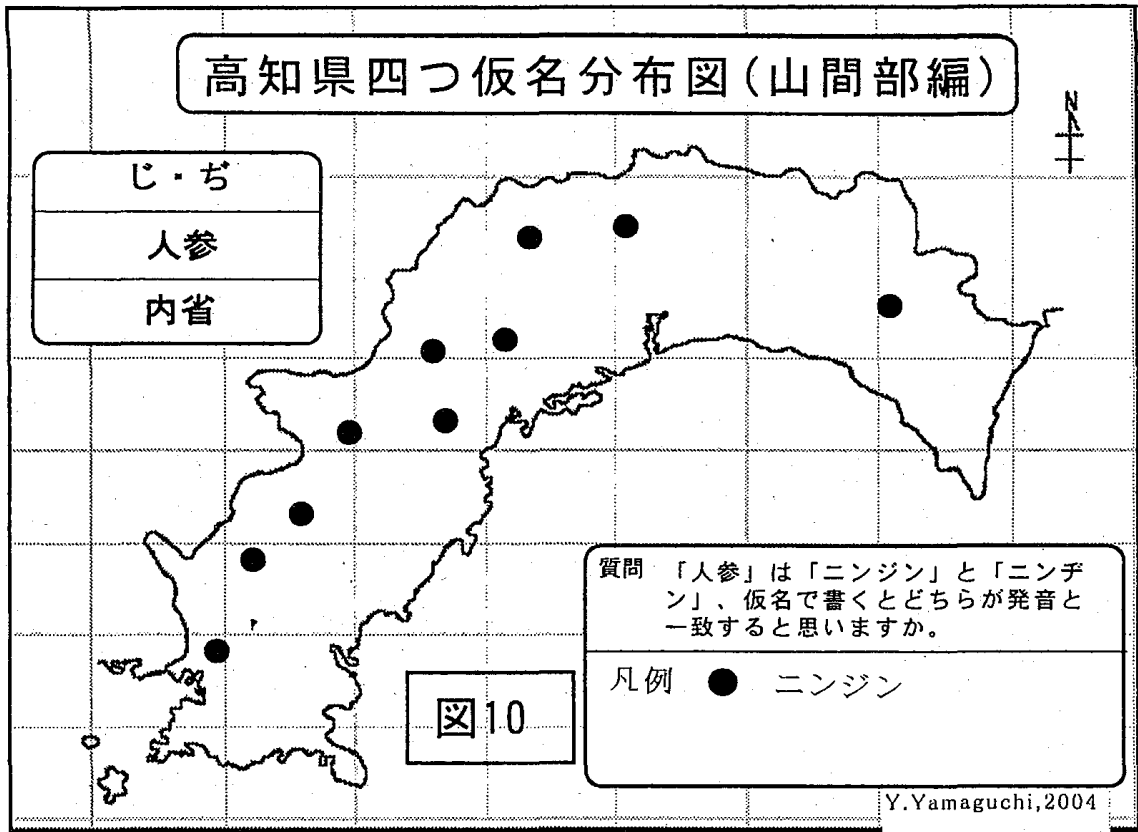 高知県四つ仮名分布図(山間部編)
N
じ・ぢ
人参
内省
質問 「人参」は「ニンジン」と「ニンヂ
ン」、仮名で書くとどちらが発音と
一致すると思いますか。
凡例 ● ニンジン
図10
Y.Yamaguchi,2004